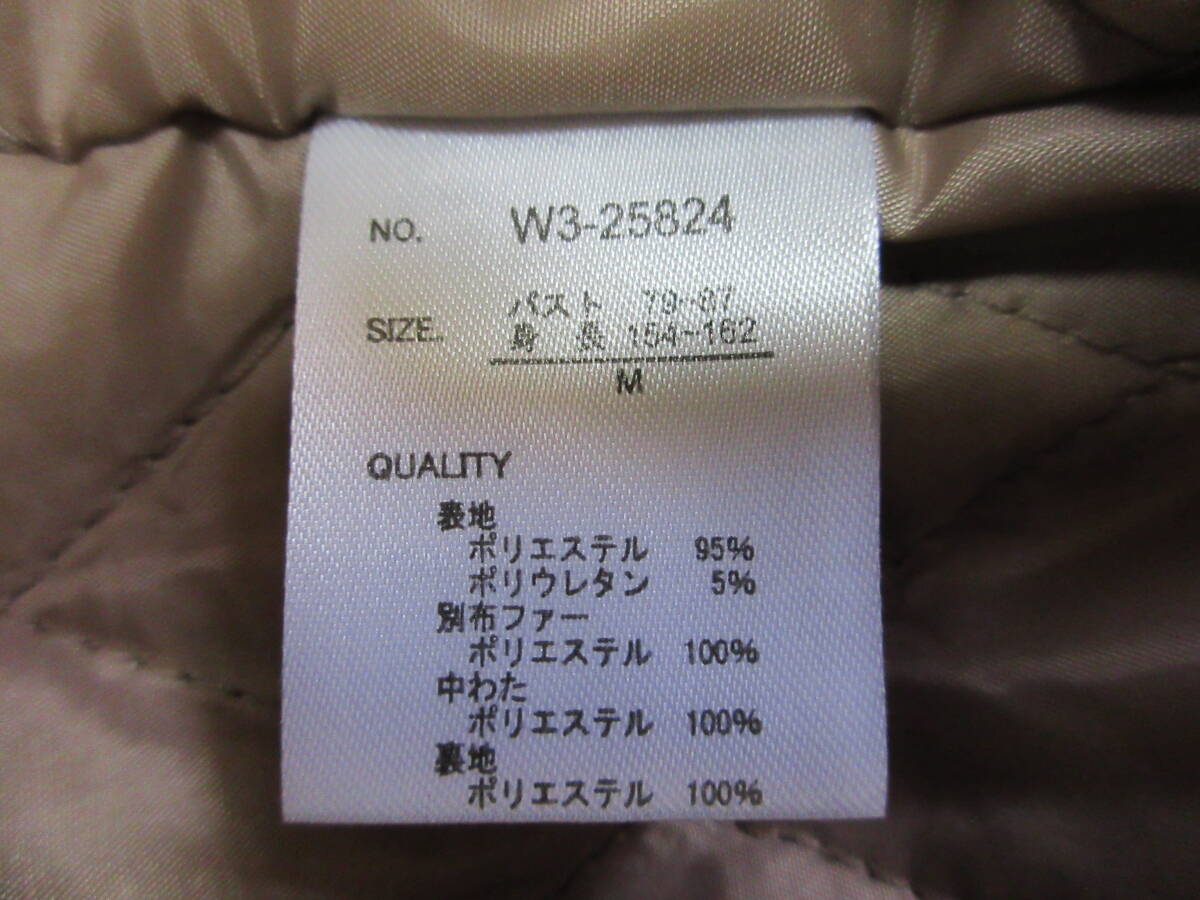 NO. W3-25824
バスト 79~87
SIZE. 身 長 154~162
M
QUALITY
表地
ポリエステル 95%
ポリウレタン 5%
別布ファー
ポリエステル 100%
中わた
ポリエステル 100%
裏地
ポリエステル 100%